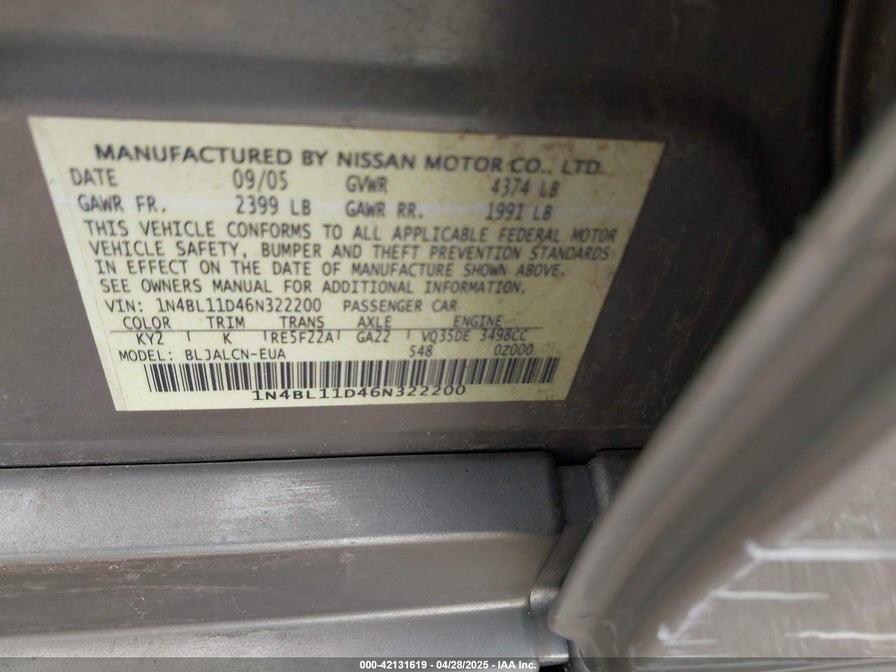 MANUFACTURED BY NISSAN MOTOR CO., LTD.
DATE 09/05 GVWR 4374 LB
GAWR FR. 2399 LB GAWR RR. 1991 LB
THIS VEHICLE CONFORMS TO ALL APPLICABLE FEDERAL MOTOR
VEHICLE SAFETY, BUMPER AND THEFT PREVENTION STANDARDS
IN EFFECT ON THE DATE OF MANUFACTURE SHOWN ABOVE.
SEE OWNERS MANUAL FOR ADDITIONAL INFORMATION.
VIN: 1N4BL11D46N322200 PASSENGER CAR
COLOR TRIM TRANS AXLE ENGINE
KY2 K RE5F22A GA22 VQ35DE 3498CC
MODEL: BLJALCN-EUA 548 0Z000
1N4BL11D46N322200
000-42131619 | 04/28/2025 - IAA Inc.